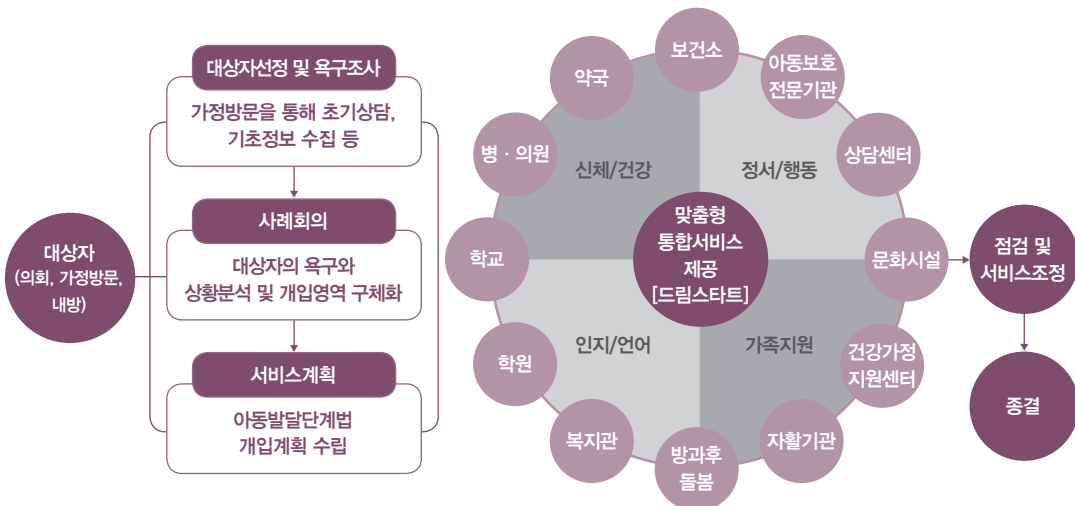 대상자
(의회, 가정방문,
내방)
대상자선정 및 욕구조사
가정방문을 통해 초기상담,
기초정보 수집 등
사례회의
대상자의 욕구와
상황분석 및 개입영역 구체화
서비스계획
아동발달단계법
개입계획 수립
보건소
아동보호
전문기관
상담센터
문화시설
건강가정
지원센터
자활기관
방과후
돌봄
복지관
학원
학교
병 · 의원
약국
신체/건강
정서/행동
인지/언어
가족지원
맞춤형
통합서비스
제공
[드림스타트]
점검 및
서비스조정
종결